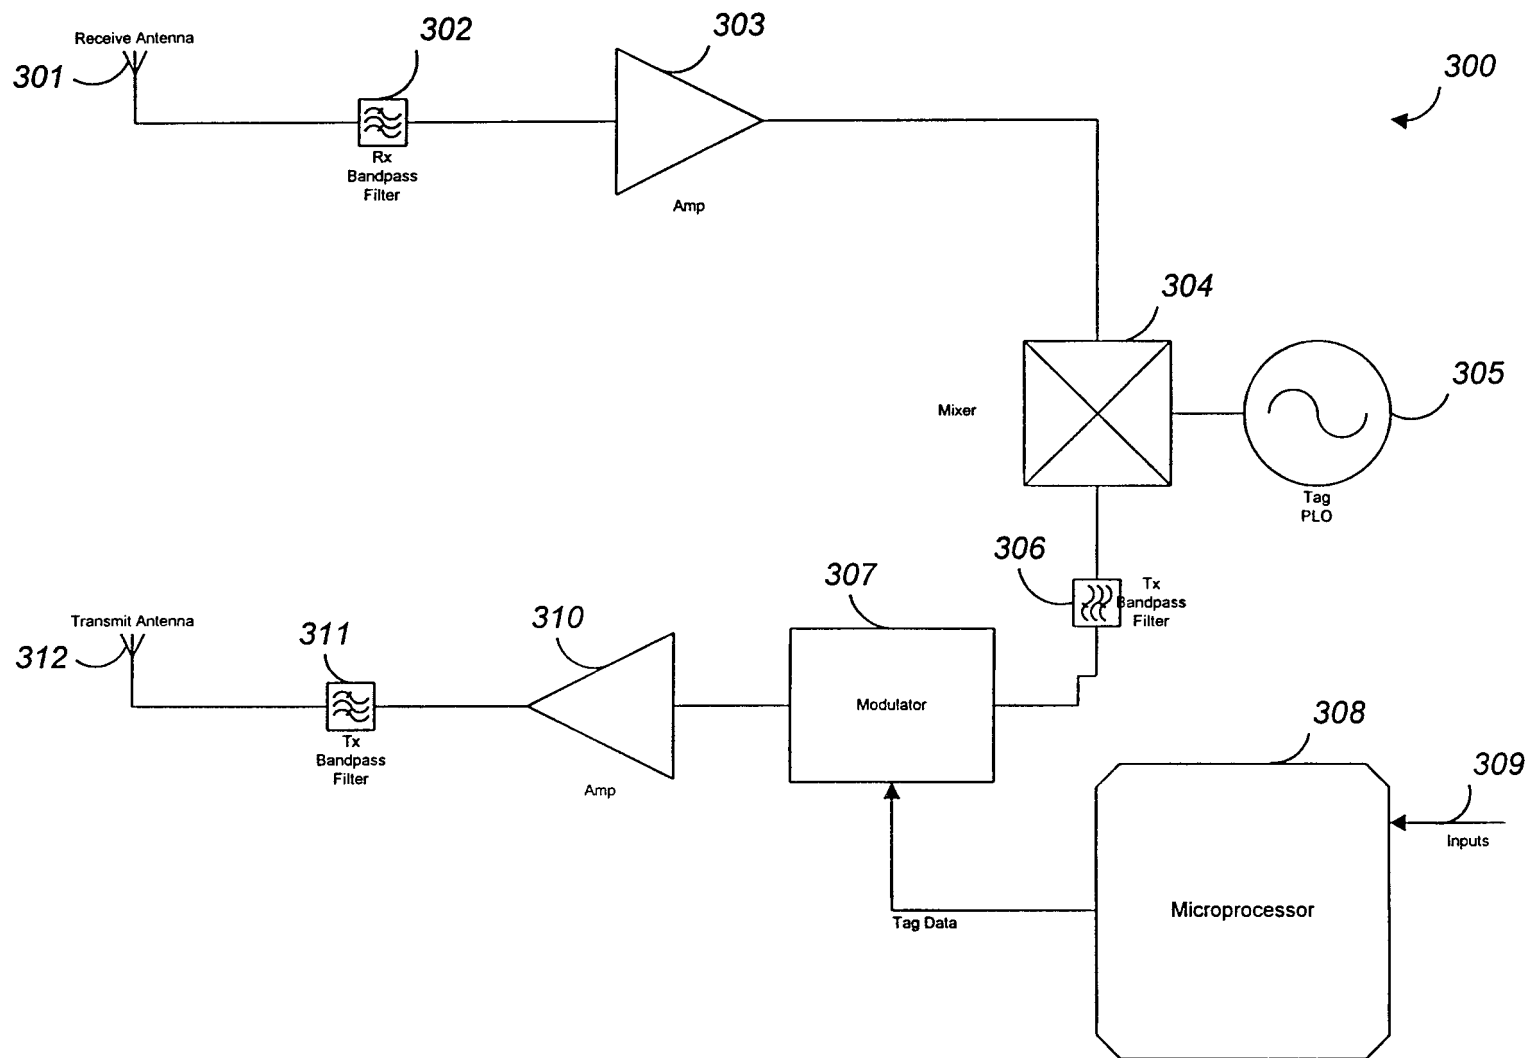 302
303
Receive Antenna
301
300
Rx
Bandpass
Filter
Amp
304
305
Mixer
Tag
PLO
306
307
Tx
Bandpass
Filter
310
311
Transmit Antenna
312
Modulator
308
Tx
Bandpass
Filter
Amp
309
Inputs
Microprocessor
Tag Data